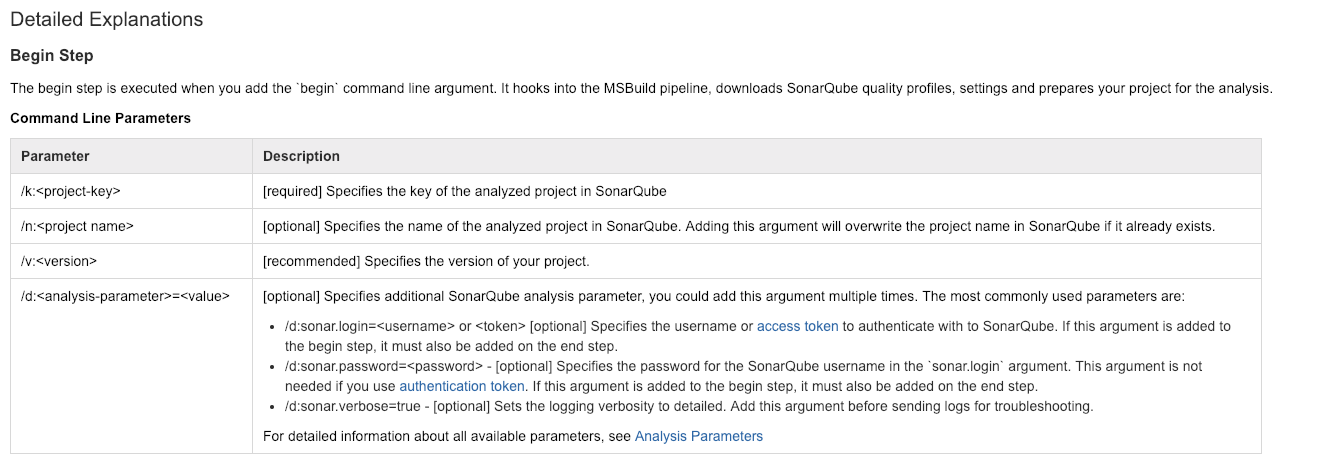 Detailed Explanations
Begin Step
The begin step is executed when you add the `begin` command line argument. It hooks into the MSBuild pipeline, downloads SonarQube quality profiles, settings and prepares your project for the analysis.
Command Line Parameters
Parameter Description
/k:<project-key> [required] Specifies the key of the analyzed project in SonarQube
/n:<project name> [optional] Specifies the name of the analyzed project in SonarQube. Adding this argument will overwrite the project name in SonarQube if it already exists.
/v:<version> [recommended] Specifies the version of your project.
/d:<analysis-parameter>=<value> [optional] Specifies additional SonarQube analysis parameter, you could add this argument multiple times. The most commonly used parameters are:
• /d:sonar.login=<username> or <token> [optional] Specifies the username or access token to authenticate with to SonarQube. If this argument is added to
the begin step, it must also be added on the end step.
• /d:sonar.password=<password> - [optional] Specifies the password for the SonarQube username in the `sonar.login` argument. This argument is not
needed if you use authentication token. If this argument is added to the begin step, it must also be added on the end step.
• /d:sonar.verbose=true - [optional] Sets the logging verbosity to detailed. Add this argument before sending logs for troubleshooting.
For detailed information about all available parameters, see Analysis Parameters